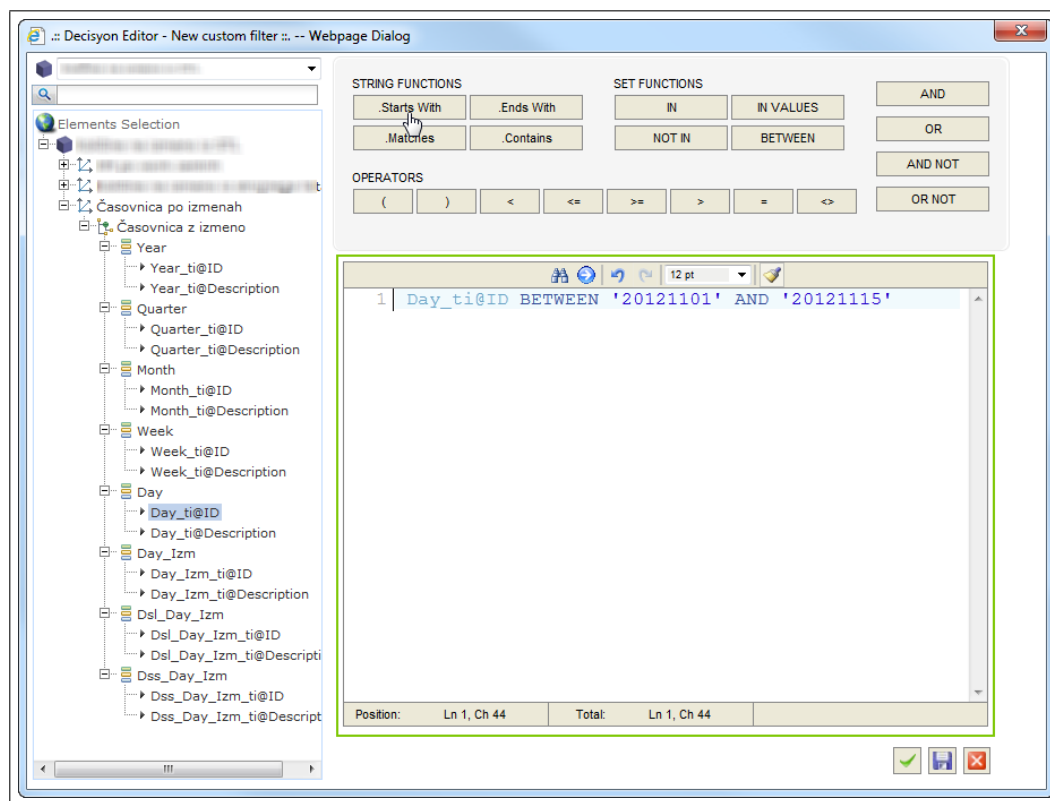 .:: Decisyon Editor - New custom filter ::. -- Webpage Dialog
x
Elements Selection
t
Časovnica po izmenah
Časovnica z izmeno
Year
Year_ti@ID
Year_ti@Description
Quarter
Quarter_ti@ID
Quarter_ti@Description
Month
Month_ti@ID
Month_ti@Description
Week
Week_ti@ID
Week_ti@Description
Day
Day_ti@ID
Day_ti@Description
Day_Izm
Day_Izm_ti@ID
Day_Izm_ti@Description
Dsl_Day_Izm
Dsl_Day_Izm_ti@ID
Dsl_Day_Izm_ti@Descripti
Dss_Day_Izm
Dss_Day_Izm_ti@ID
Dss_Day_Izm_ti@Descript
STRING FUNCTIONS
.Starts With .Ends With
.Matches .Contains
SET FUNCTIONS
IN IN VALUES
NOT IN BETWEEN
OPERATORS
( ) < <= >= > = <>
AND
OR
AND NOT
OR NOT
12 pt
1 Day_ti@ID BETWEEN '20121101' AND '20121115'
Position: Ln 1, Ch 44 Total: Ln 1, Ch 44